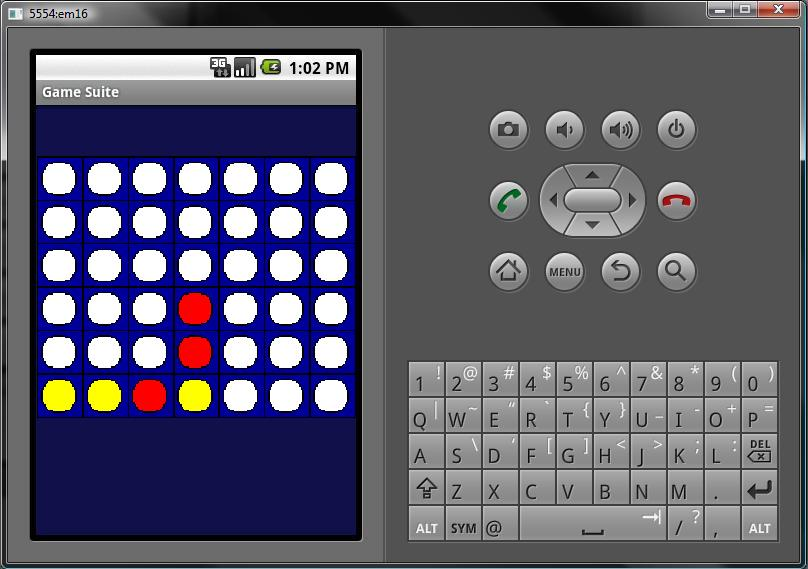 5554:em16
3G 1:02 PM
Game Suite
MENU
1 ! 2 @ 3 # 4 $ 5 % 6 ^ 7 & 8 * 9 ( 0 )
Q | W ~ E “ R ` T { Y } U _ I - O + P =
A S \ D ‘ F [ G ] H < J > K ; L : DEL
Z X C V B N M .
ALT SYM @ / ? , ALT